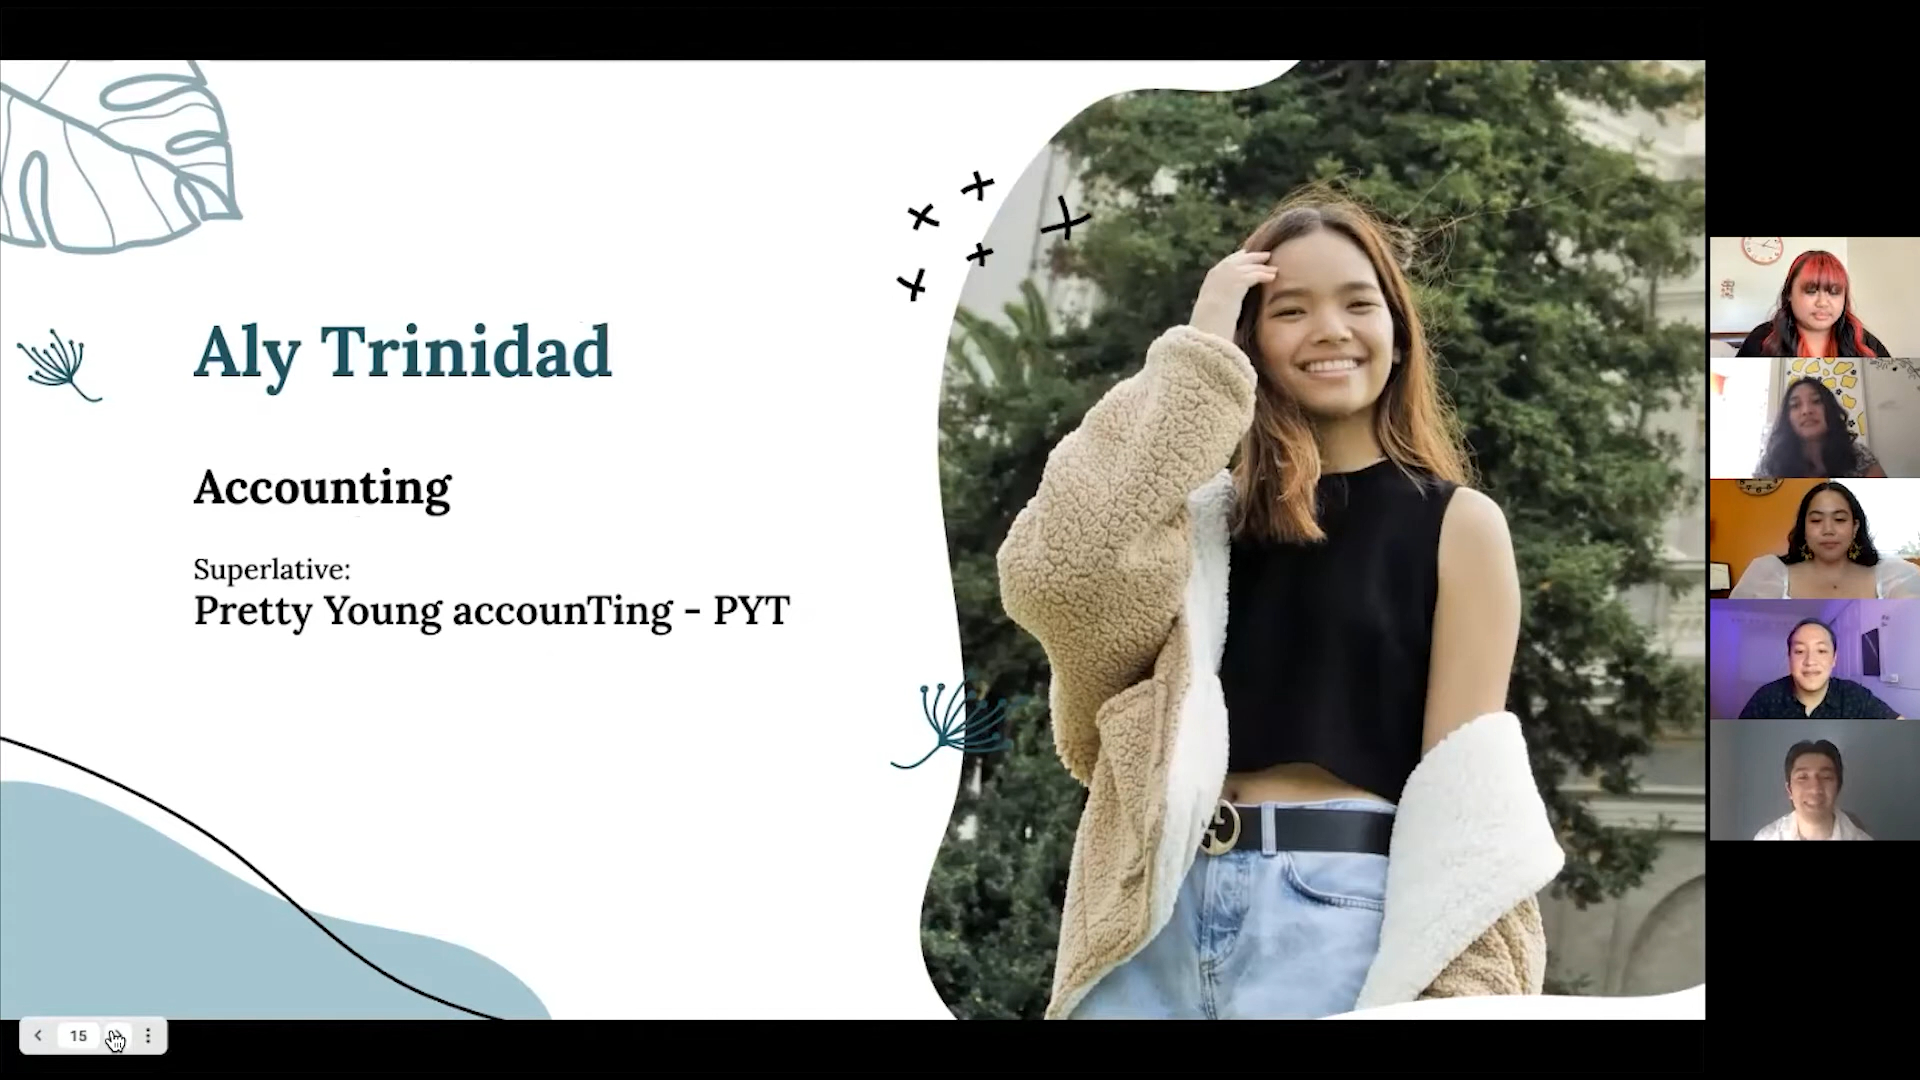 Aly Trinidad
Accounting
Superlative:
Pretty Young accounTing - PYT
15